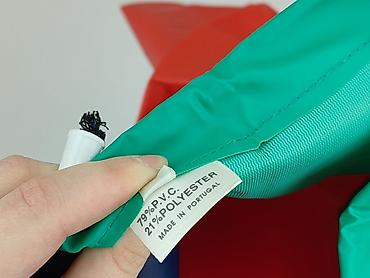 79%P.V.C.
21%POLYESTER
MADE IN PORTUGAL